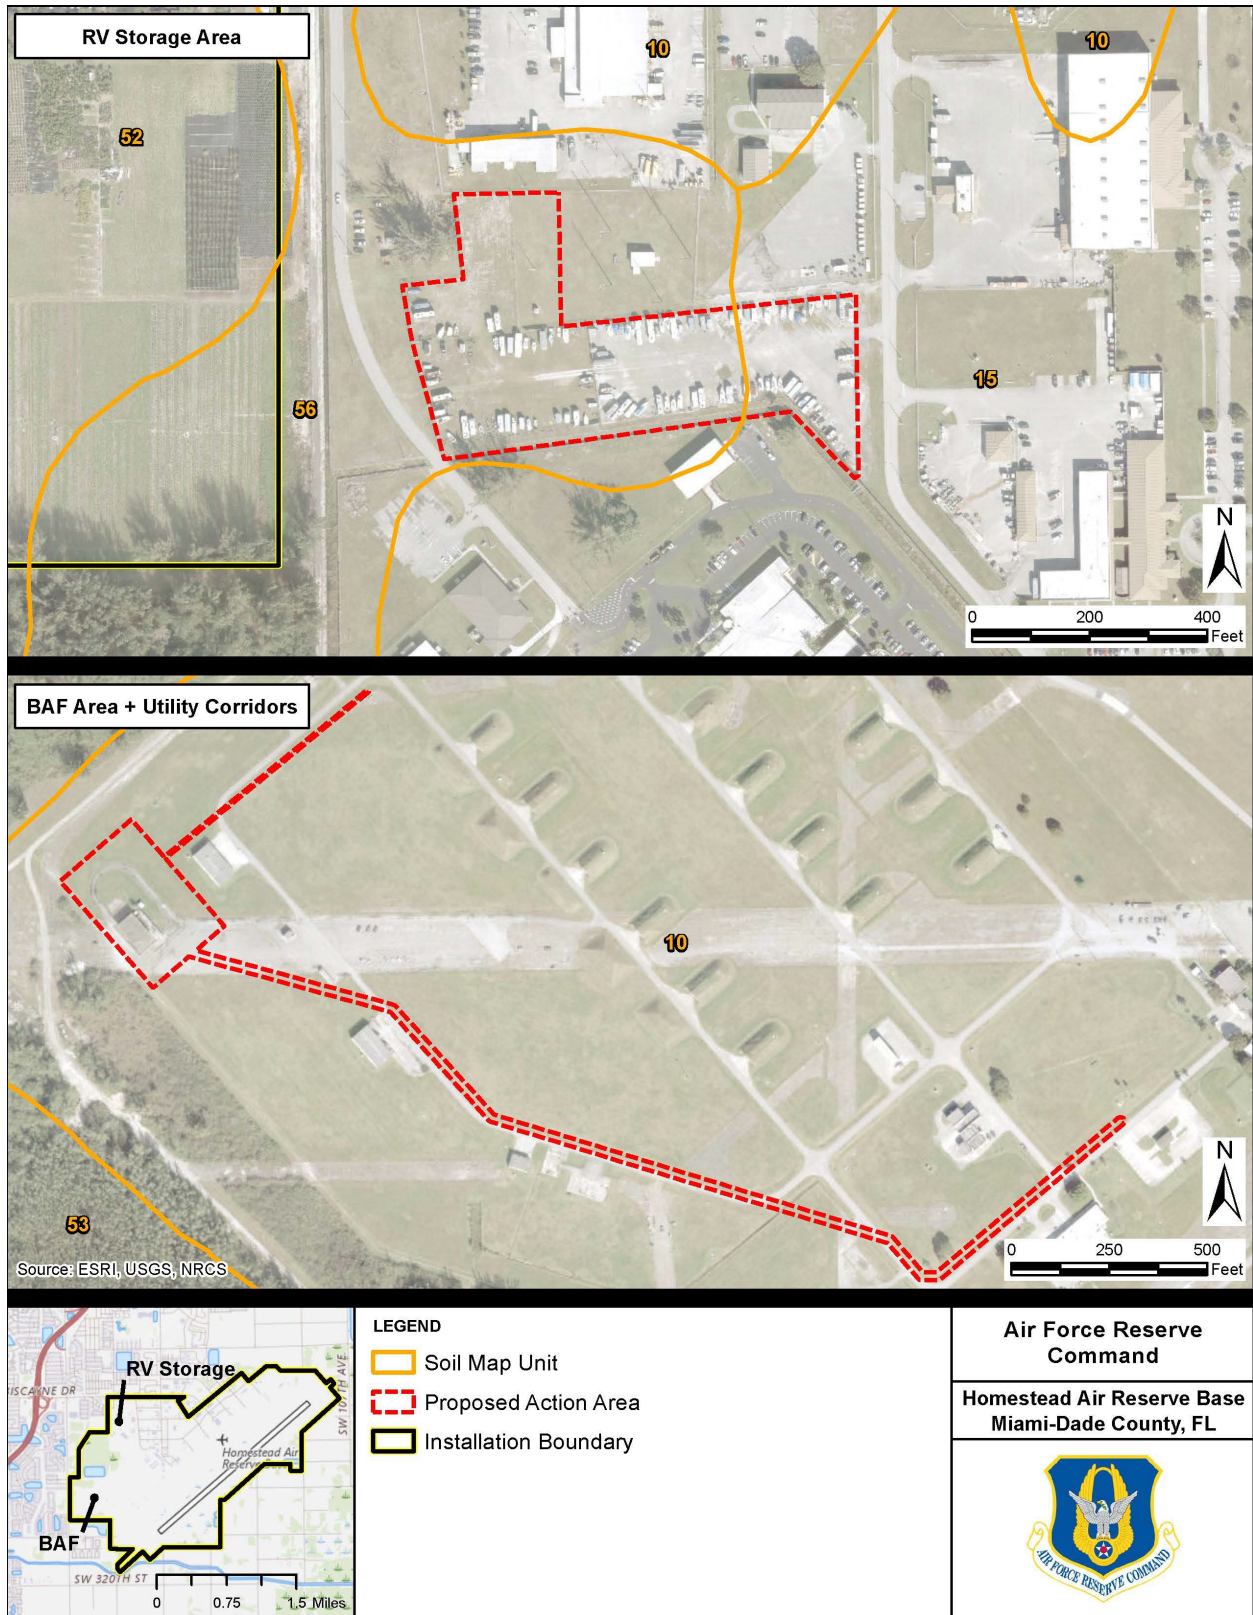 RV Storage Area
10
10
52
15
56
N
0 200 400
Feet
BAF Area + Utility Corridors
10
53
N
0 250 500
Feet
Source: ESRI, USGS, NRCS
RV Storage
BISCAYNE DR
SW 107TH AVE
Homestead Air
Reserve Base
BAF
SW 320TH ST
0 0.75 1.5 Miles
LEGEND
Soil Map Unit
Proposed Action Area
Installation Boundary
Air Force Reserve
Command
Homestead Air Reserve Base
Miami-Dade County, FL
AIR FORCE RESERVE COMMAND